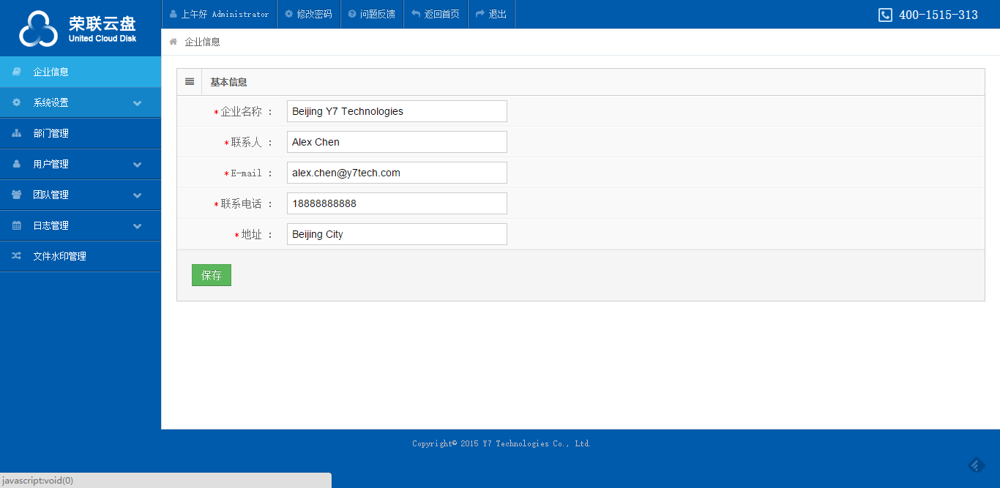 荣联云盘
United Cloud Disk
上午好 Administrator 修改密码 问题反馈 返回首页 退出
400-1515-313
企业信息
企业信息
系统设置
部门管理
用户管理
团队管理
日志管理
文件水印管理
基本信息
*企业名称 : Beijing Y7 Technologies
*联系人 : Alex Chen
*E-mail : alex.chen@y7tech.com
*联系电话 : 18888888888
*地址 : Beijing City
保存
Copyright© 2015 Y7 Technologies Co., Ltd.
javascript:void(0)